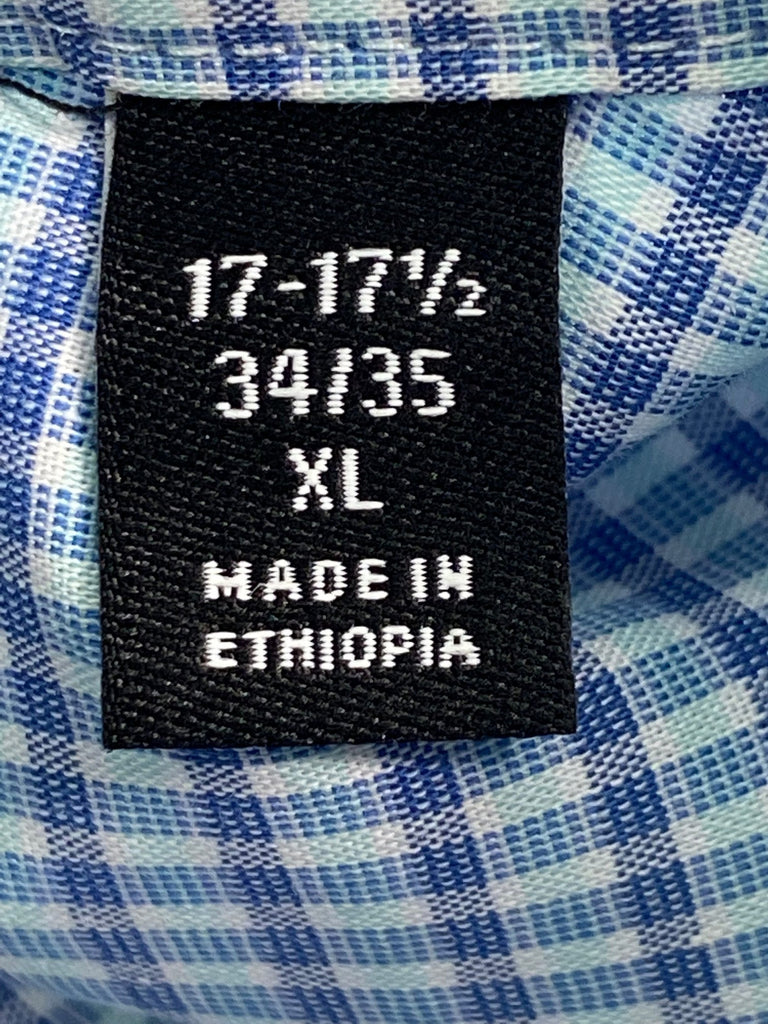 17-17½
34/35
XL
MADE IN
ETHIOPIA